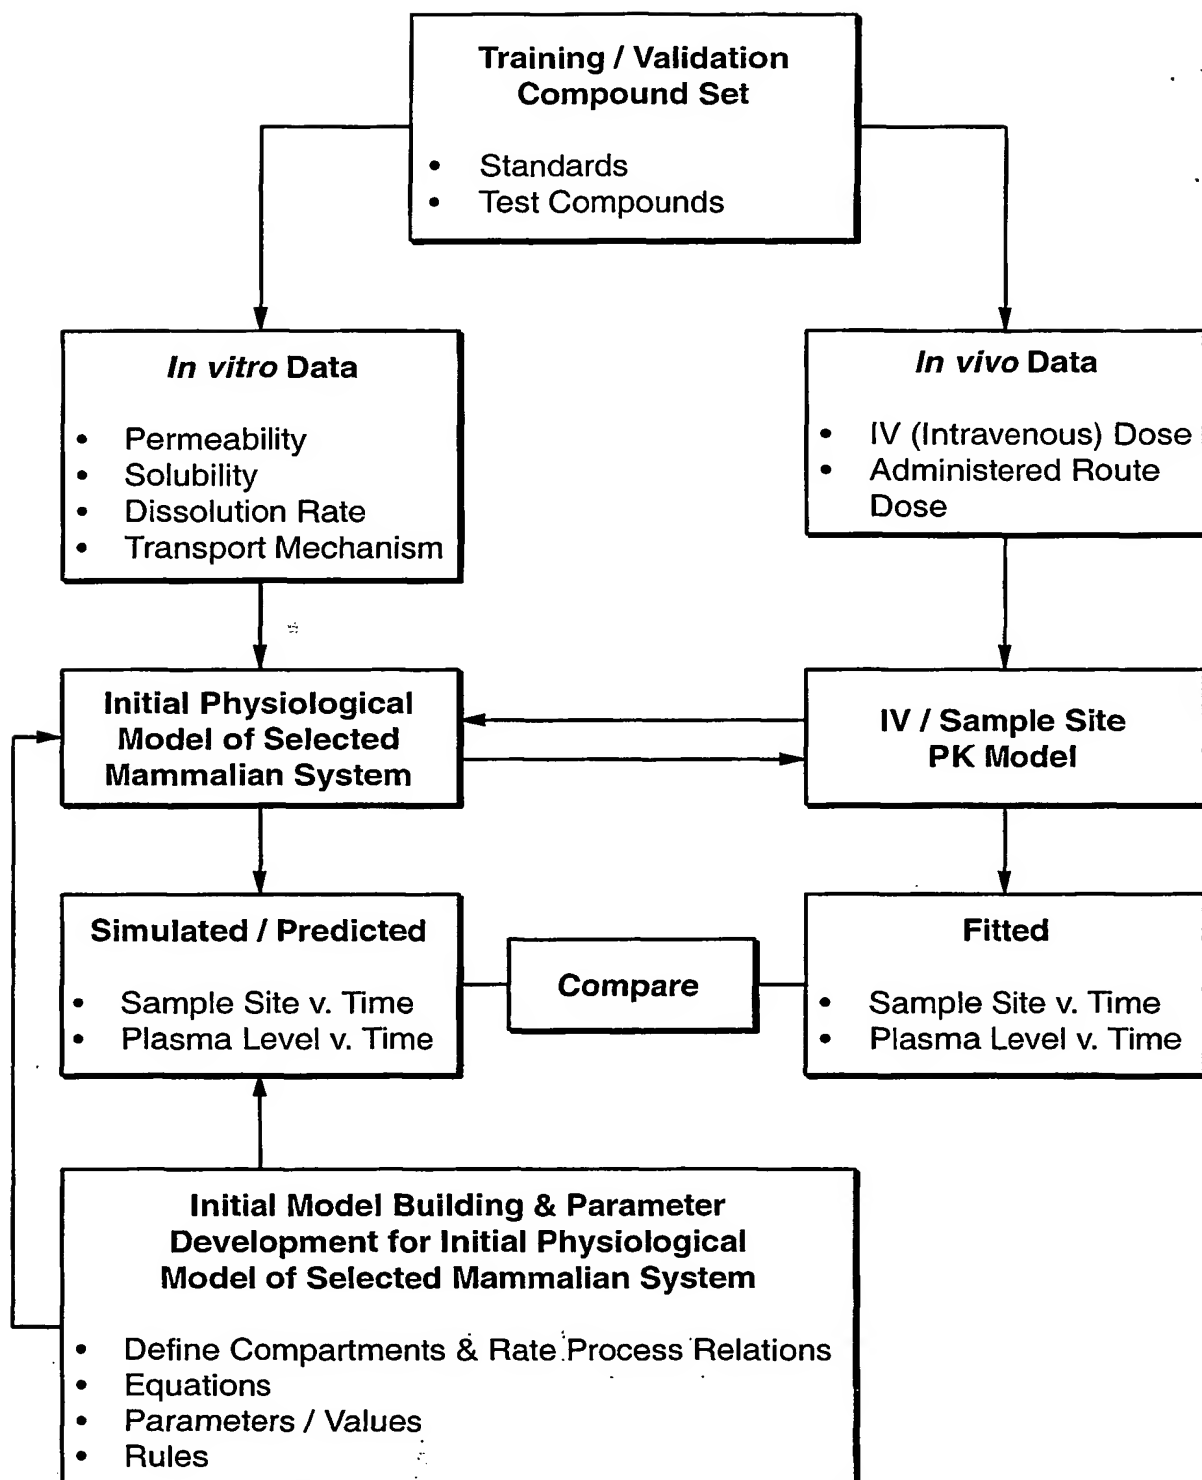 Training / Validation
Compound Set
• Standards
• Test Compounds
In vitro Data
• Permeability
• Solubility
• Dissolution Rate
• Transport Mechanism
In vivo Data
• IV (Intravenous) Dose
• Administered Route
Dose
Initial Physiological
Model of Selected
Mammalian System
IV / Sample Site
PK Model
Simulated / Predicted
• Sample Site v. Time
• Plasma Level v. Time
Compare
Fitted
• Sample Site v. Time
• Plasma Level v. Time
Initial Model Building & Parameter
Development for Initial Physiological
Model of Selected Mammalian System
• Define Compartments & Rate Process Relations
• Equations
• Parameters / Values
• Rules